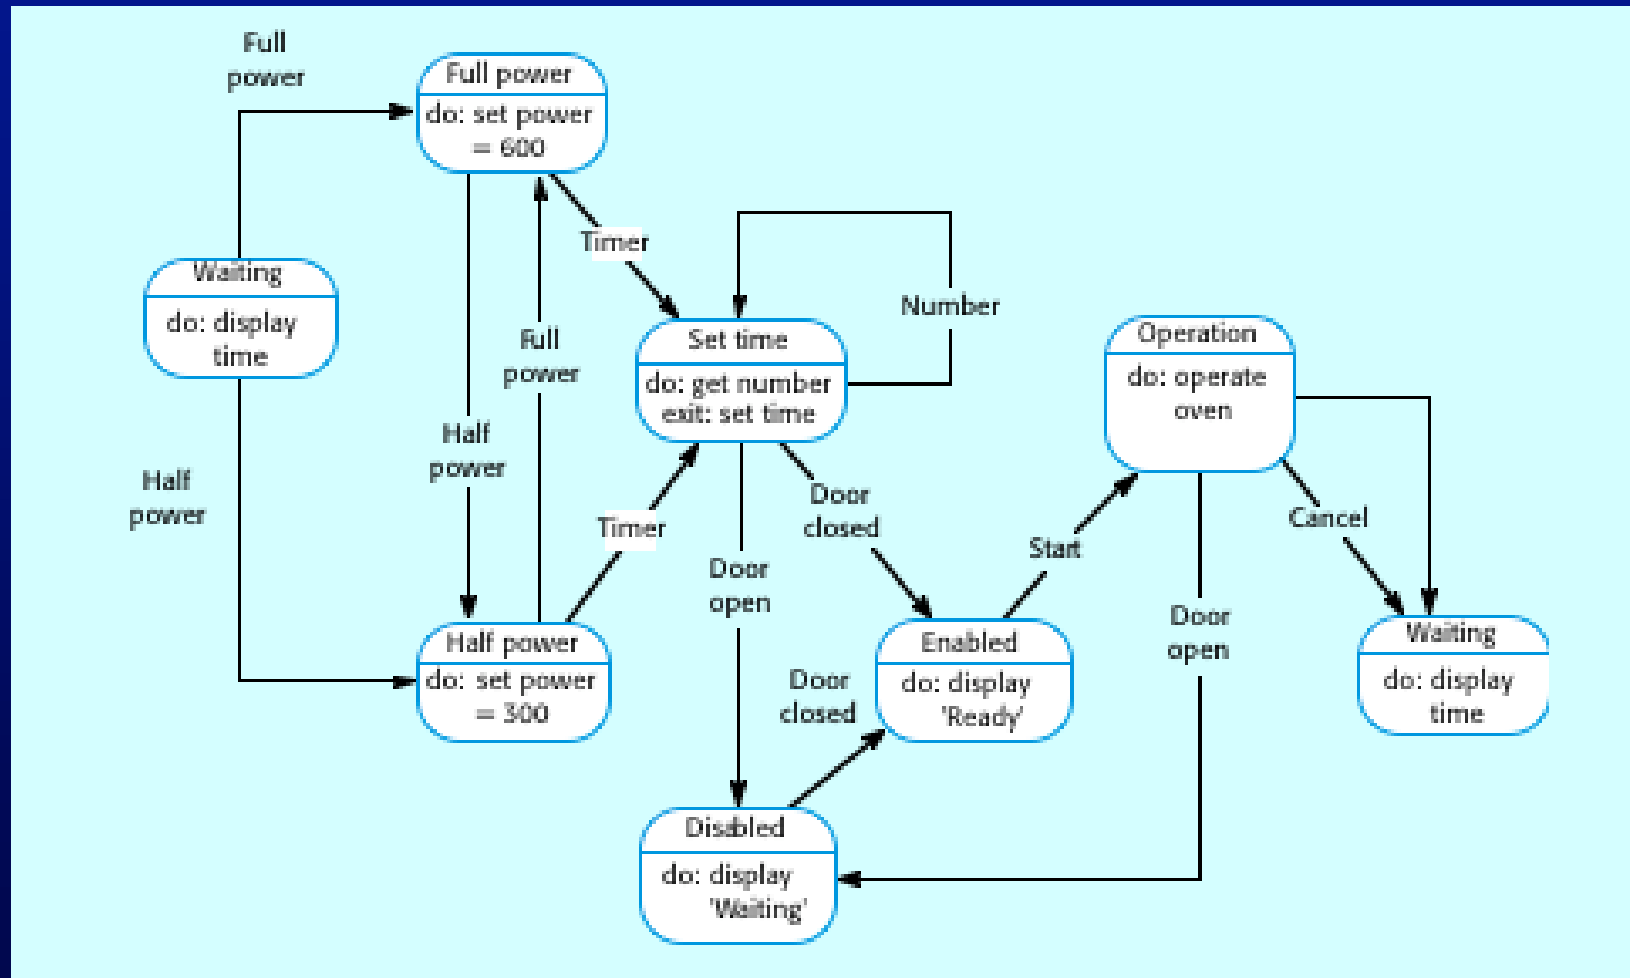 Full
power
Full power
do: set power
= 600
Timer
Waiting
do: display
time
Full
power
Number
Set time
do: get number
exit: set time
Operation
do: operate
oven
Half
power
Half
power
Timer
Door
closed
Door
open
Start
Cancel
Door
open
Half power
do: set power
= 300
Door
closed
Enabled
do: display
'Ready'
Waiting
do: display
time
Disabled
do: display
'Waiting'